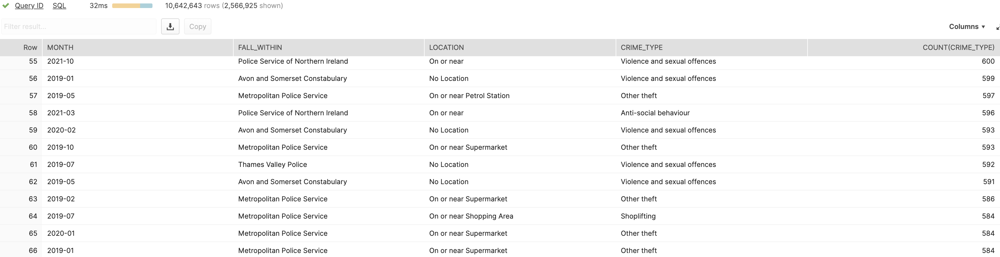 Query ID SQL 32ms 10,642,643 rows (2,566,925 shown)
Filter result... Copy Columns
Row MONTH FALL_WITHIN LOCATION CRIME_TYPE COUNT(CRIME_TYPE)
55 2021-10 Police Service of Northern Ireland On or near Violence and sexual offences 600
56 2019-01 Avon and Somerset Constabulary No Location Violence and sexual offences 599
57 2019-05 Metropolitan Police Service On or near Petrol Station Other theft 597
58 2021-03 Police Service of Northern Ireland On or near Anti-social behaviour 596
59 2020-02 Avon and Somerset Constabulary No Location Violence and sexual offences 593
60 2019-10 Metropolitan Police Service On or near Supermarket Other theft 593
61 2019-07 Thames Valley Police No Location Violence and sexual offences 592
62 2019-05 Avon and Somerset Constabulary No Location Violence and sexual offences 591
63 2019-02 Metropolitan Police Service On or near Supermarket Other theft 586
64 2019-07 Metropolitan Police Service On or near Shopping Area Shoplifting 584
65 2020-01 Metropolitan Police Service On or near Supermarket Other theft 584
66 2019-01 Metropolitan Police Service On or near Supermarket Other theft 584